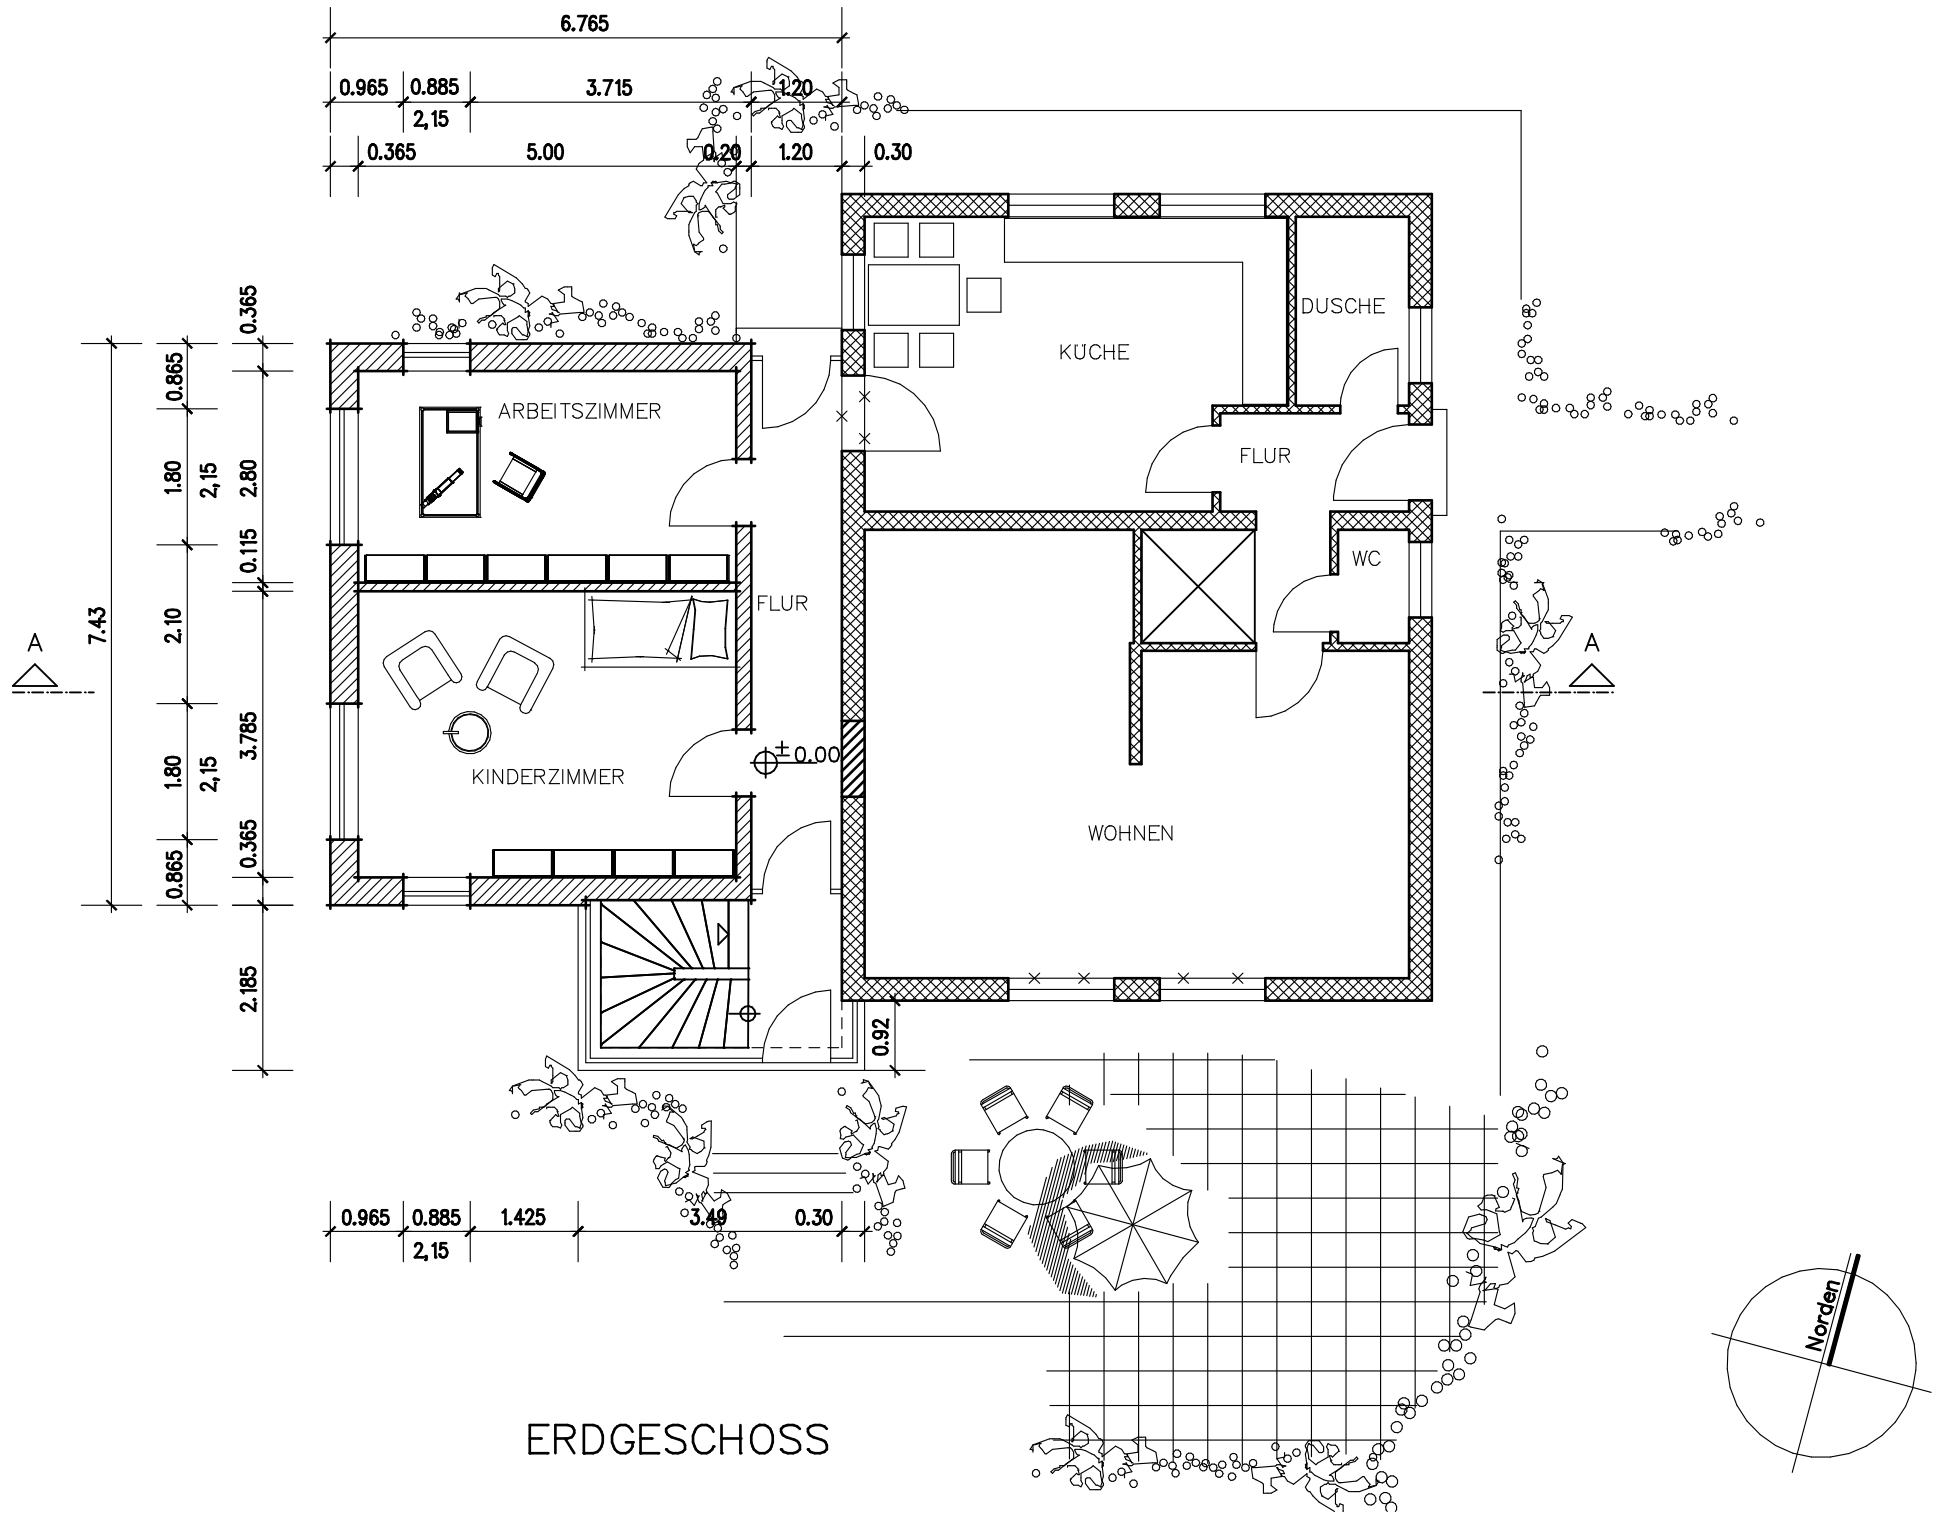 6.765
0.965 0.885 3.715 1.20
2,15
0.365 5.00 0.20 1.20 0.30
0.365
0.865
1.80
2,15
2.80
0.115
7.43
2.10
3.785
1.80
2,15
0.365
0.865
2.185
ARBEITSZIMMER
KÜCHE
DUSCHE
FLUR
WC
FLUR
A
A
±0.00
KINDERZIMMER
WOHNEN
0.92
0.965 0.885 1.425 3.49 0.30
2,15
Norden
ERDGESCHOSS